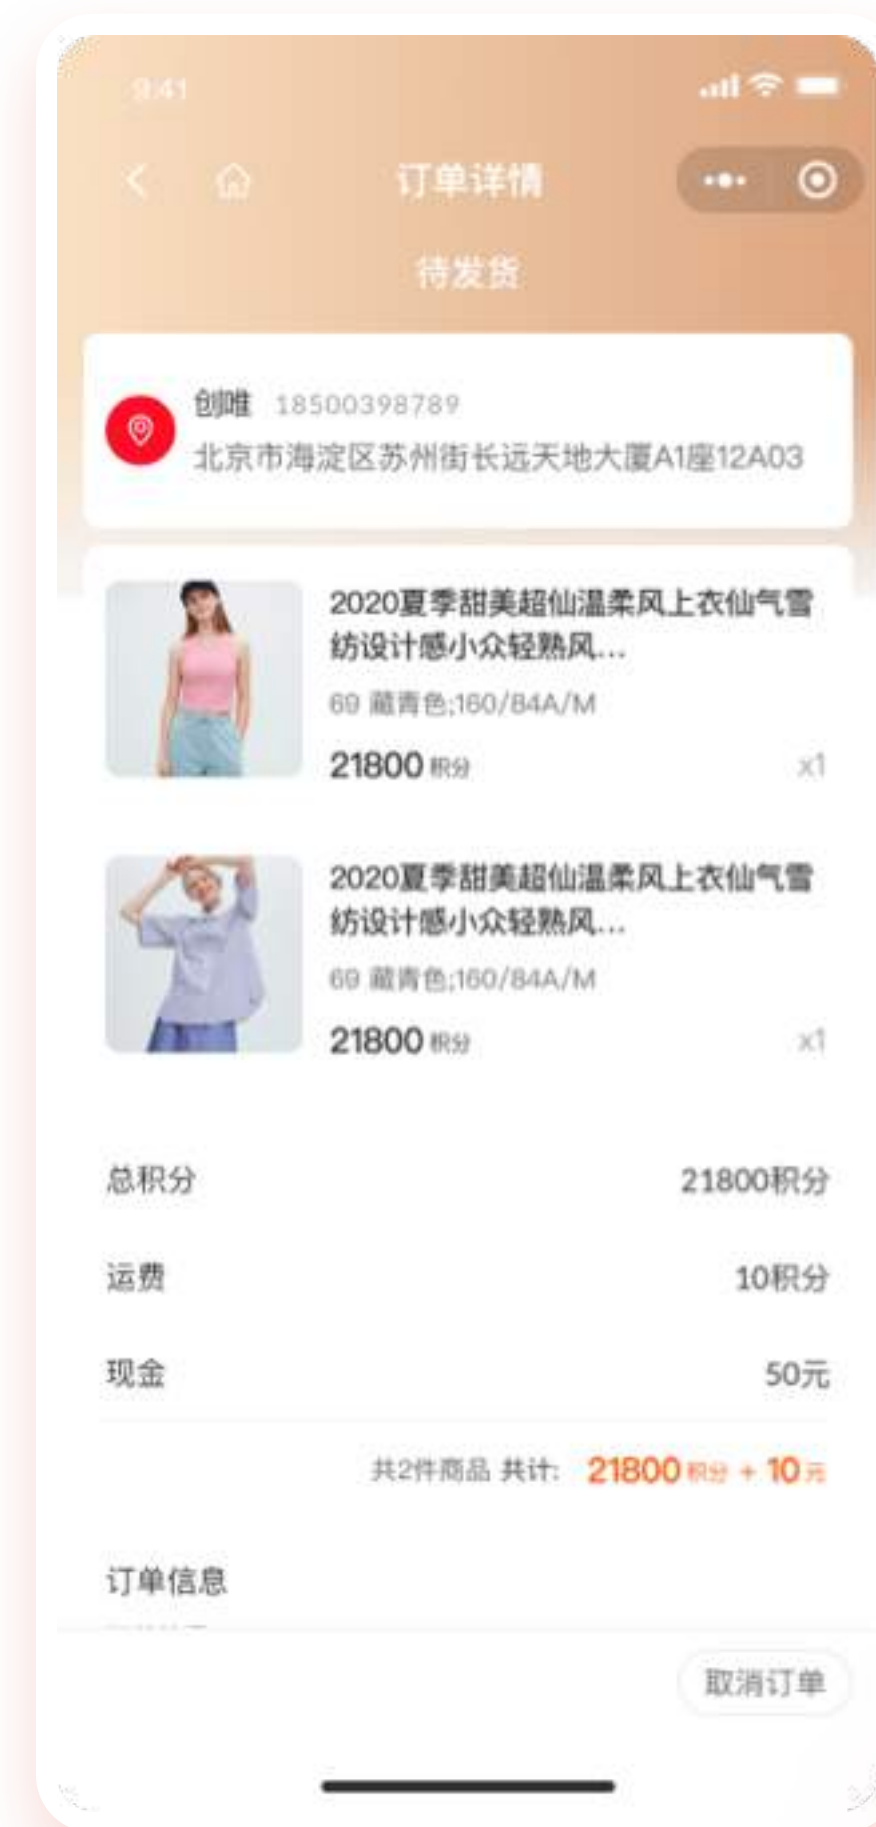 9:41
订单详情
待发货
创唯 18500398789
北京市海淀区苏州街长远天地大厦A1座12A03
2020夏季甜美超仙温柔风上衣仙气雪
纺设计感小众轻熟风...
69 藏青色;160/84A/M
21800 积分 x1
2020夏季甜美超仙温柔风上衣仙气雪
纺设计感小众轻熟风...
69 藏青色;160/84A/M
21800 积分 x1
总积分 21800积分
运费 10积分
现金 50元
共2件商品 共计: 21800 积分 + 10 元
订单信息
取消订单